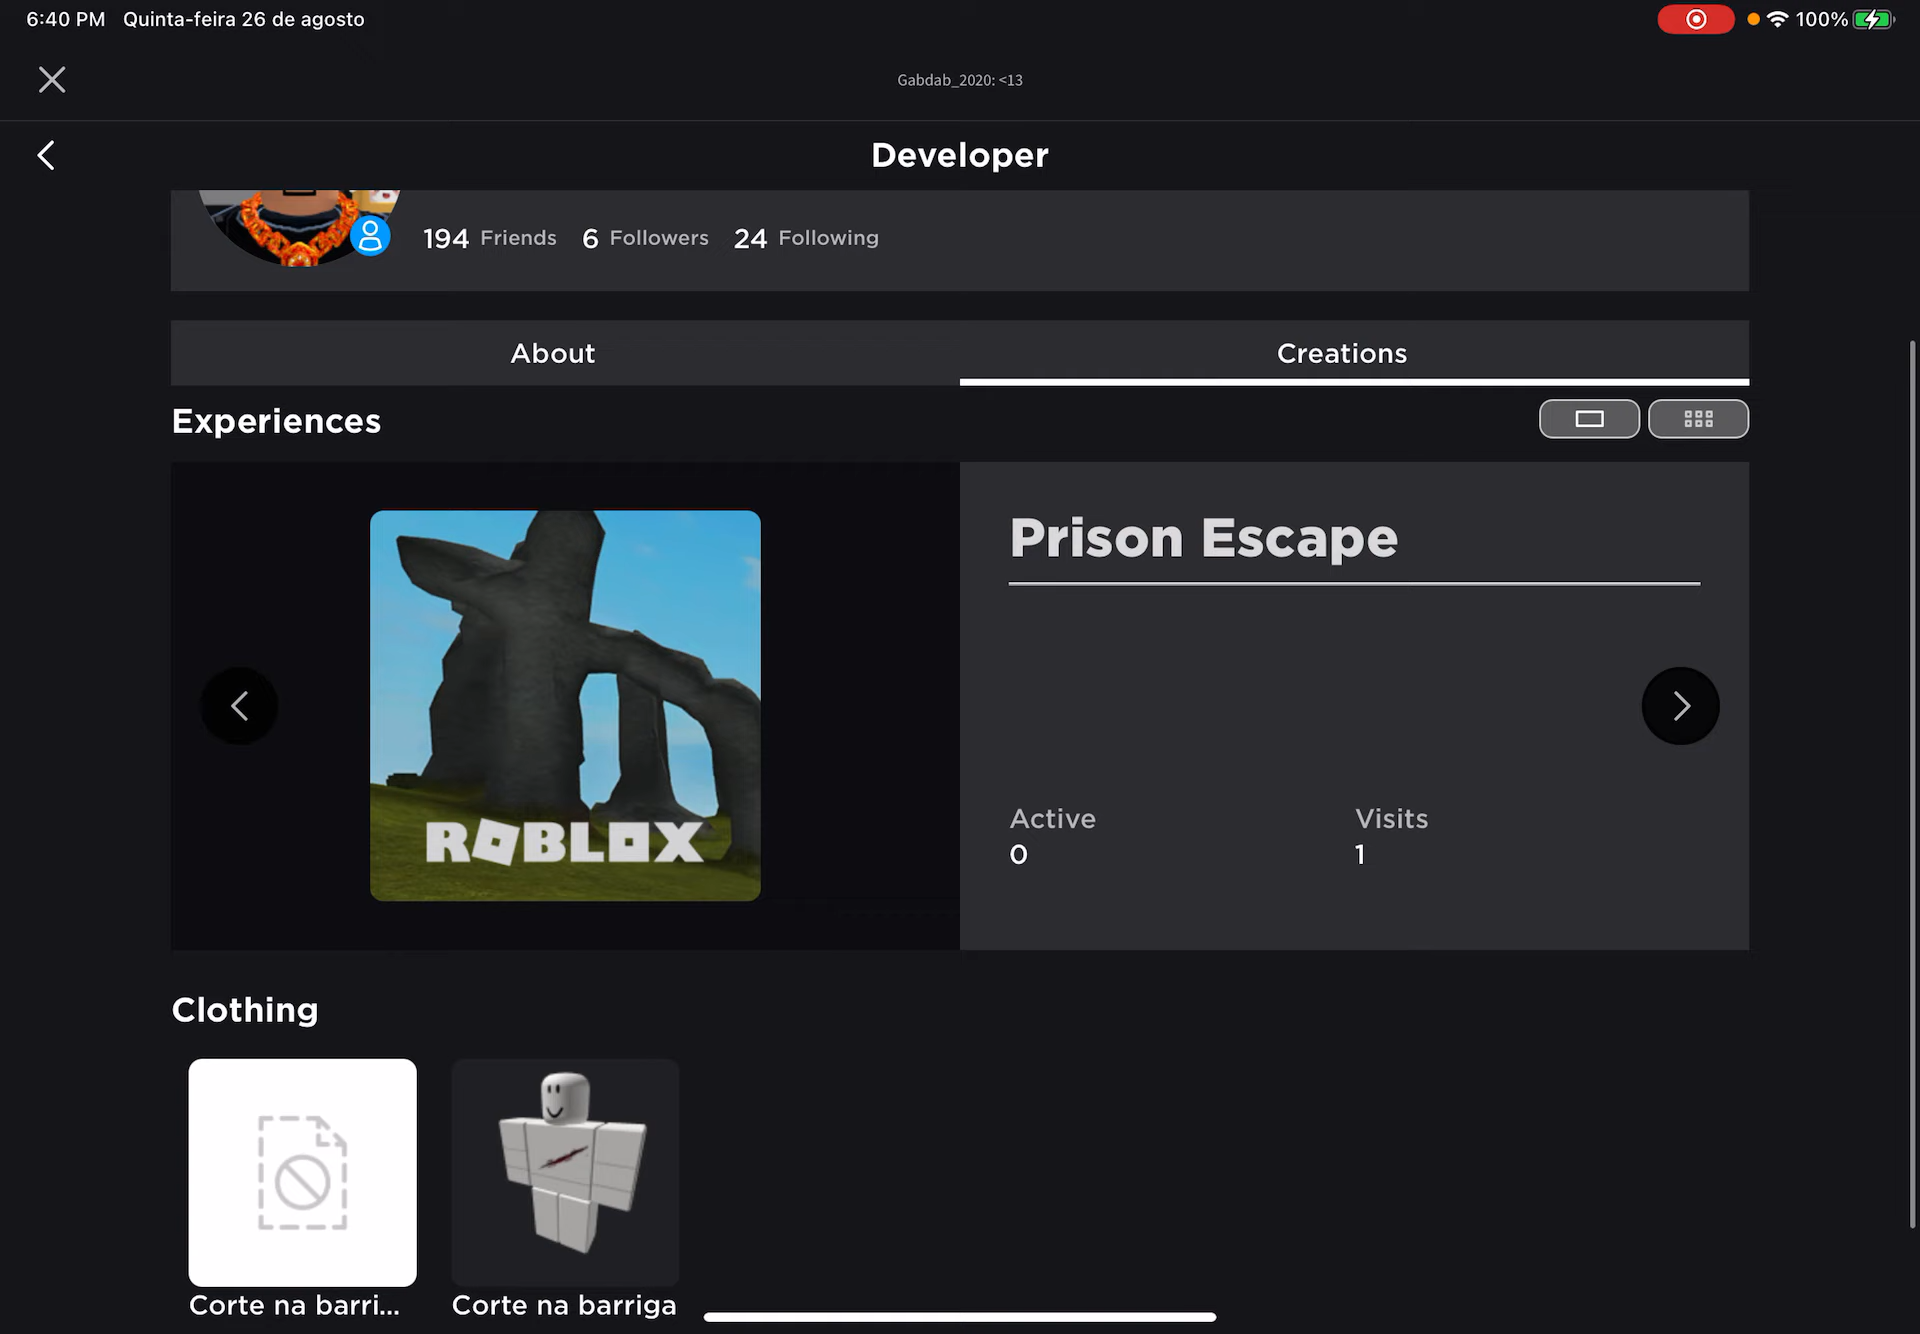 6:40 PM Quinta-feira 26 de agosto
100%
Gabdab_2020: <13
Developer
194 Friends 6 Followers 24 Following
About Creations
Experiences
Prison Escape
ROBLOX
Active Visits
0 1
Clothing
Corte na barri... Corte na barriga